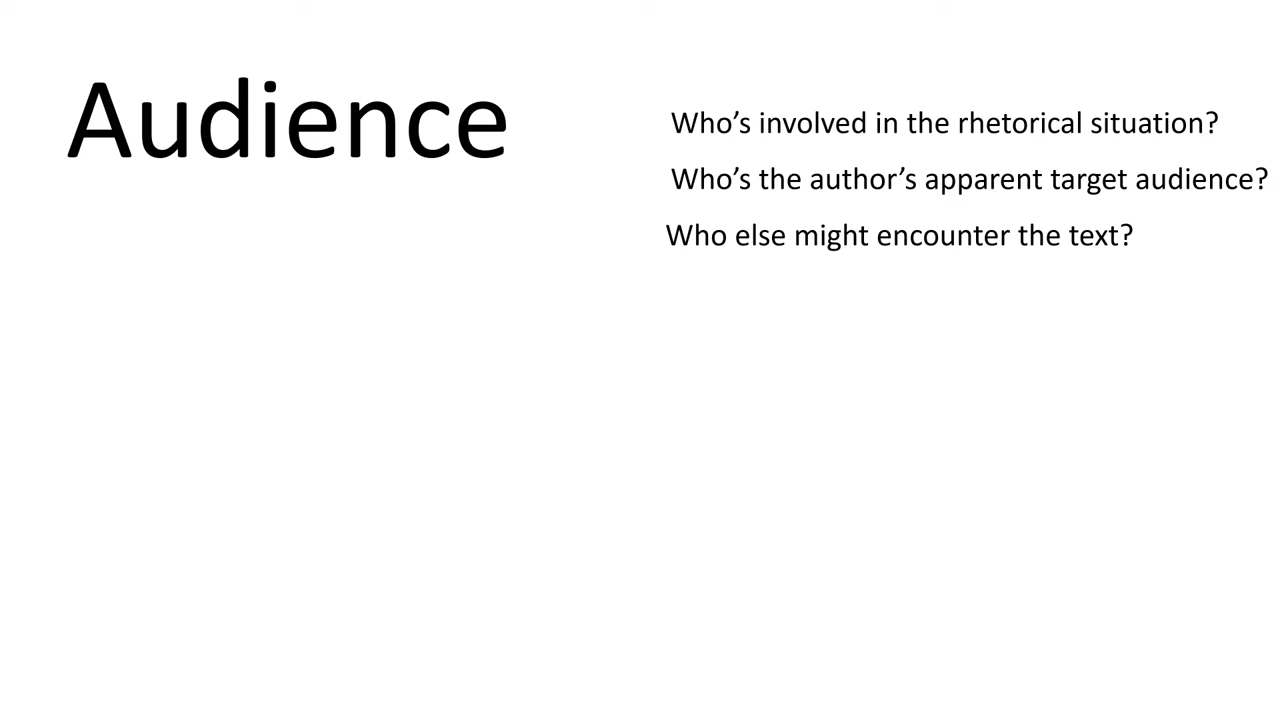 Audience
Who’s involved in the rhetorical situation?
Who’s the author’s apparent target audience?
Who else might encounter the text?